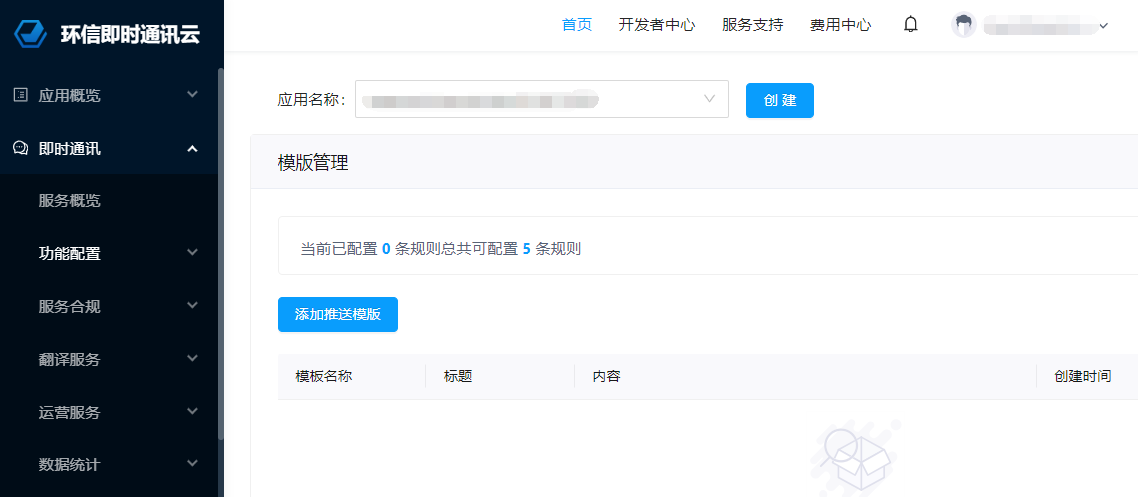 环信即时通讯云
首页 开发者中心 服务支持 费用中心
应用概览
即时通讯
服务概览
功能配置
服务合规
翻译服务
运营服务
数据统计
应用名称：
创 建
模版管理
当前已配置 0 条规则总共可配置 5 条规则
添加推送模版
模板名称 标题 内容 创建时间